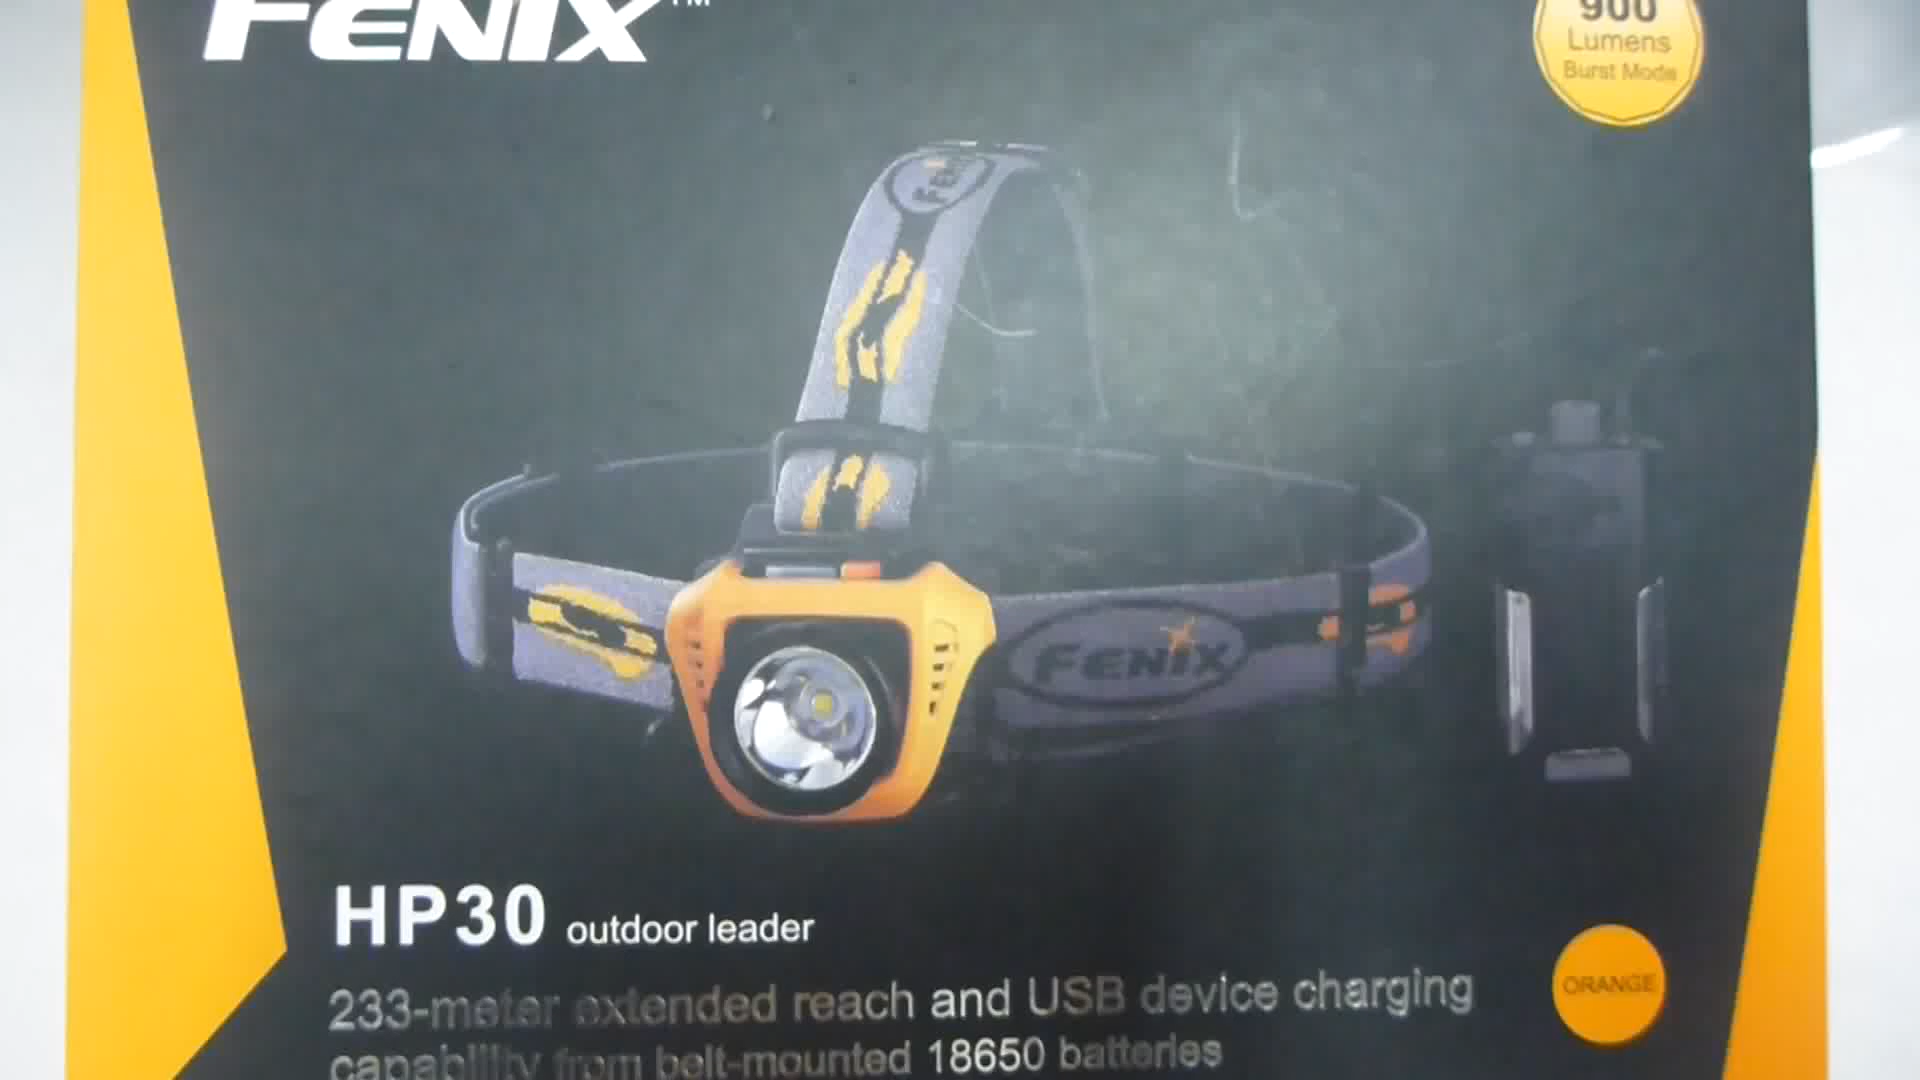 FENIX™
900
Lumens
Burst Mode
FENIX
FENIX
HP30 outdoor leader
233-meter extended reach and USB device charging
capability from belt-mounted 18650 batteries
ORANGE